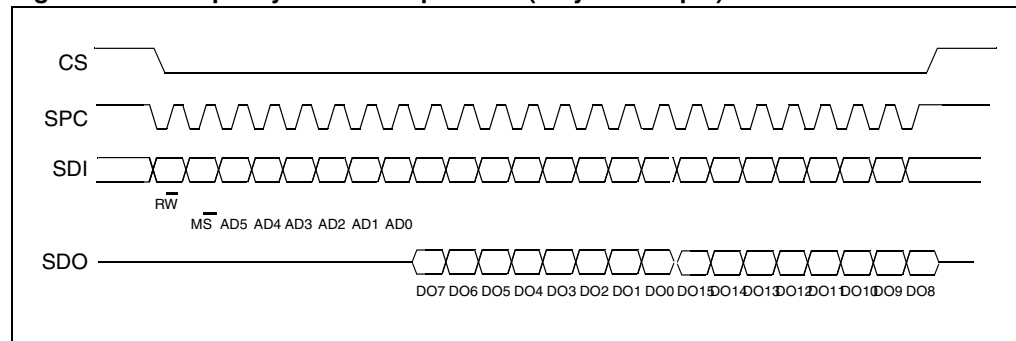 CS
SPC
SDI
RW
MS AD5 AD4 AD3 AD2 AD1 AD0
SDO
DO7 DO6 DO5 DO4 DO3 DO2 DO1 DO0 DO15 DO14 DO13 DO12 DO11 DO10 DO9 DO8